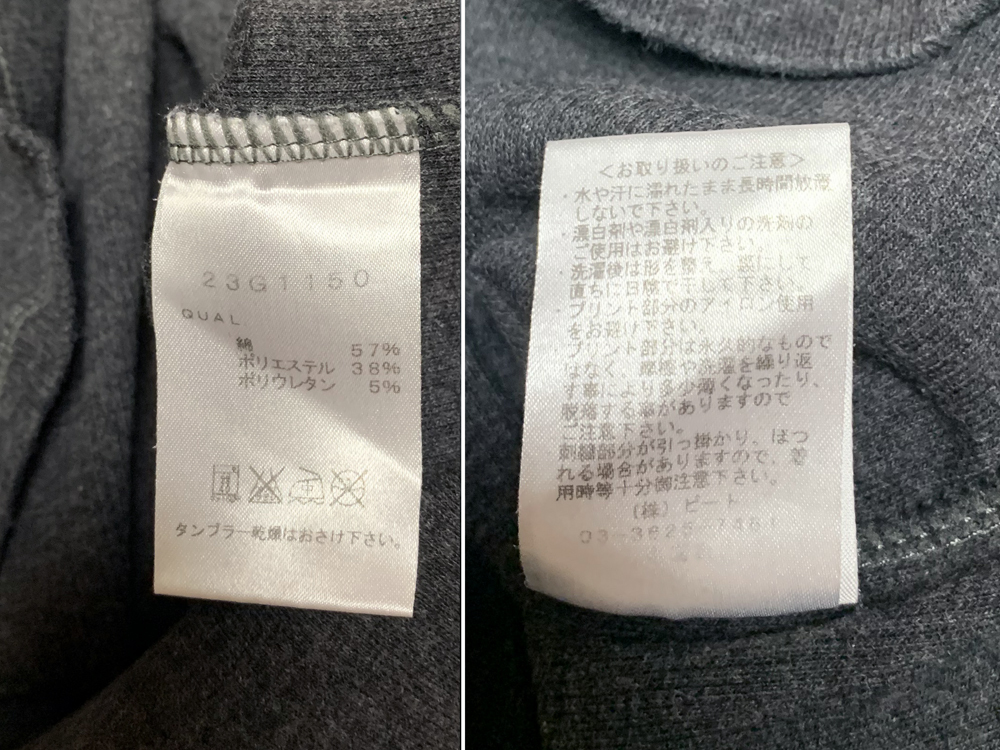 23G1150
QUAL
綿 57%
ポリエステル 38%
ポリウレタン 5%
タンブラー乾燥はおさけ下さい。
＜お取り扱いのご注意＞
・水や汗に濡れたまま長時間放置
しないで下さい。
・漂白剤や漂白剤入りの洗剤の
ご使用はお避け下さい。
・洗濯後は形を整え、裏にして
直ちに日陰で干して下さい。
・プリント部分のアイロン使用
をお避け下さい。
・プリント部分は永久的なもので
はなく、摩擦や洗濯を繰り返
す事により多少薄くなったり、
脱落する事がありますので
ご注意下さい。
刺繍部分が引っ掛かり、ほつ
れる場合がありますので、着
用時等十分御注意下さい。
(株)ビート